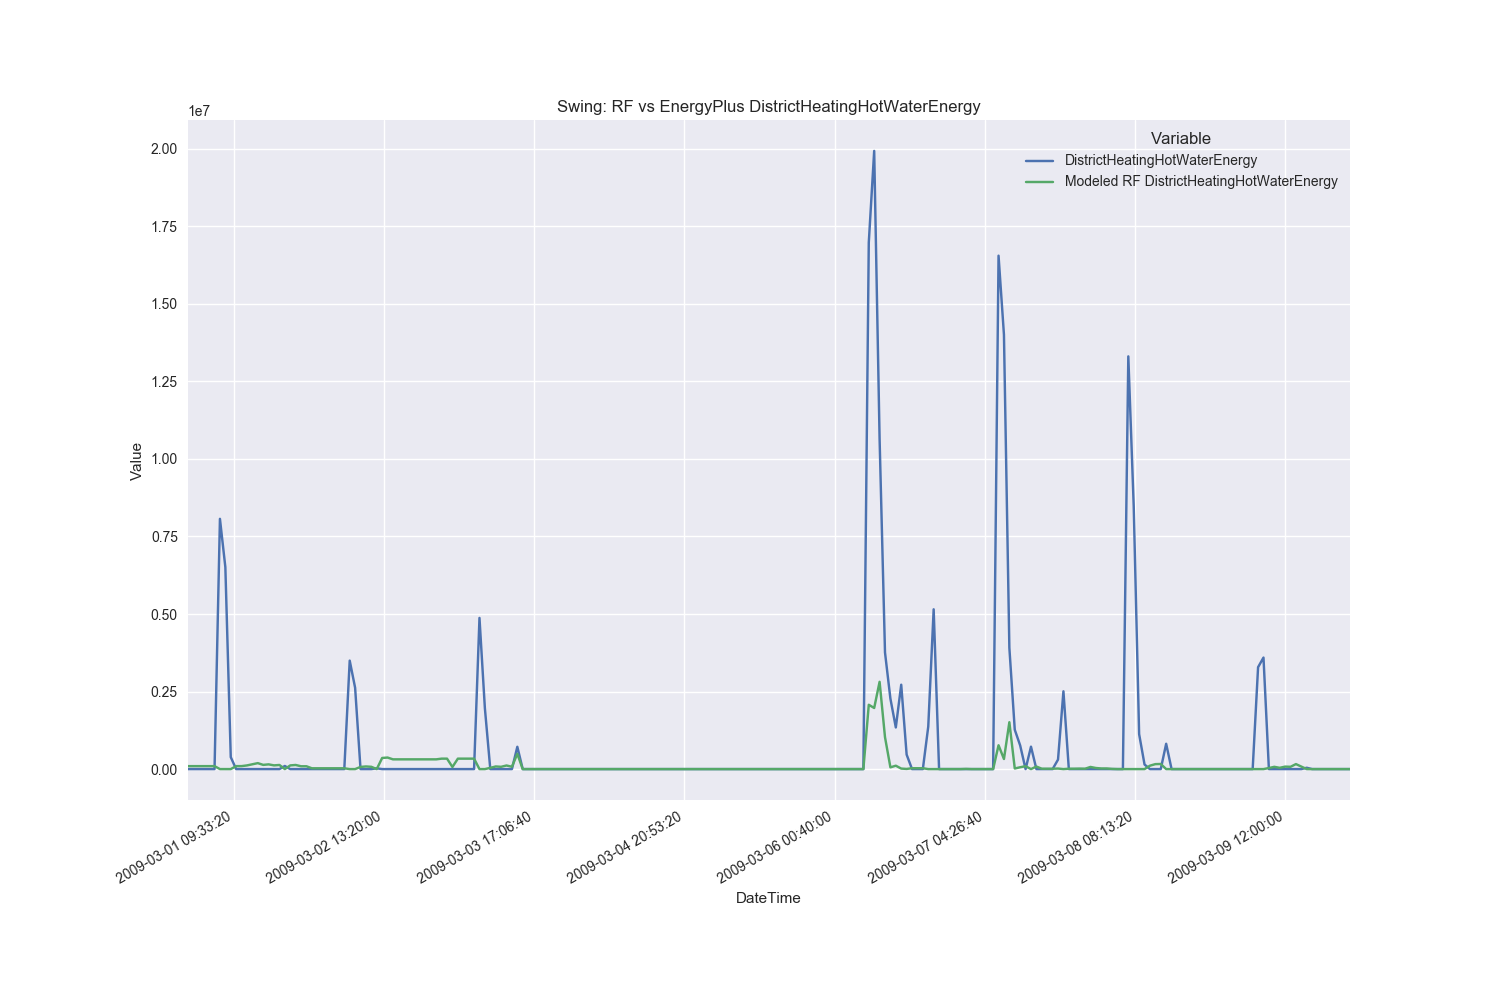 Swing: RF vs EnergyPlus DistrictHeatingHotWaterEnergy
1e7
Variable
DistrictHeatingHotWaterEnergy
Modeled RF DistrictHeatingHotWaterEnergy
2.00
1.75
1.50
1.25
1.00
0.75
0.50
0.25
0.00
Value
2009-03-01 09:33:20
2009-03-02 13:20:00
2009-03-03 17:06:40
2009-03-04 20:53:20
2009-03-06 00:40:00
2009-03-07 04:26:40
2009-03-08 08:13:20
2009-03-09 12:00:00
DateTime